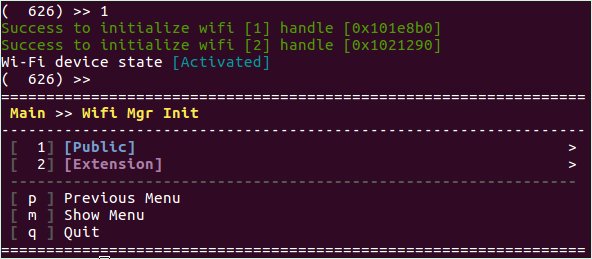 (  626) >> 1
Success to initialize wifi [1] handle [0x101e8b0]
Success to initialize wifi [2] handle [0x1021290]
Wi-Fi device state [Activated]
(  626) >>
======================================================================
 Main >> Wifi Mgr Init
----------------------------------------------------------------------
 [  1] [Public]                                                     >
 [  2] [Extension]                                                  >
 --------------------------------------------------------------------
 [ p ] Previous Menu
 [ m ] Show Menu
 [ q ] Quit
======================================================================